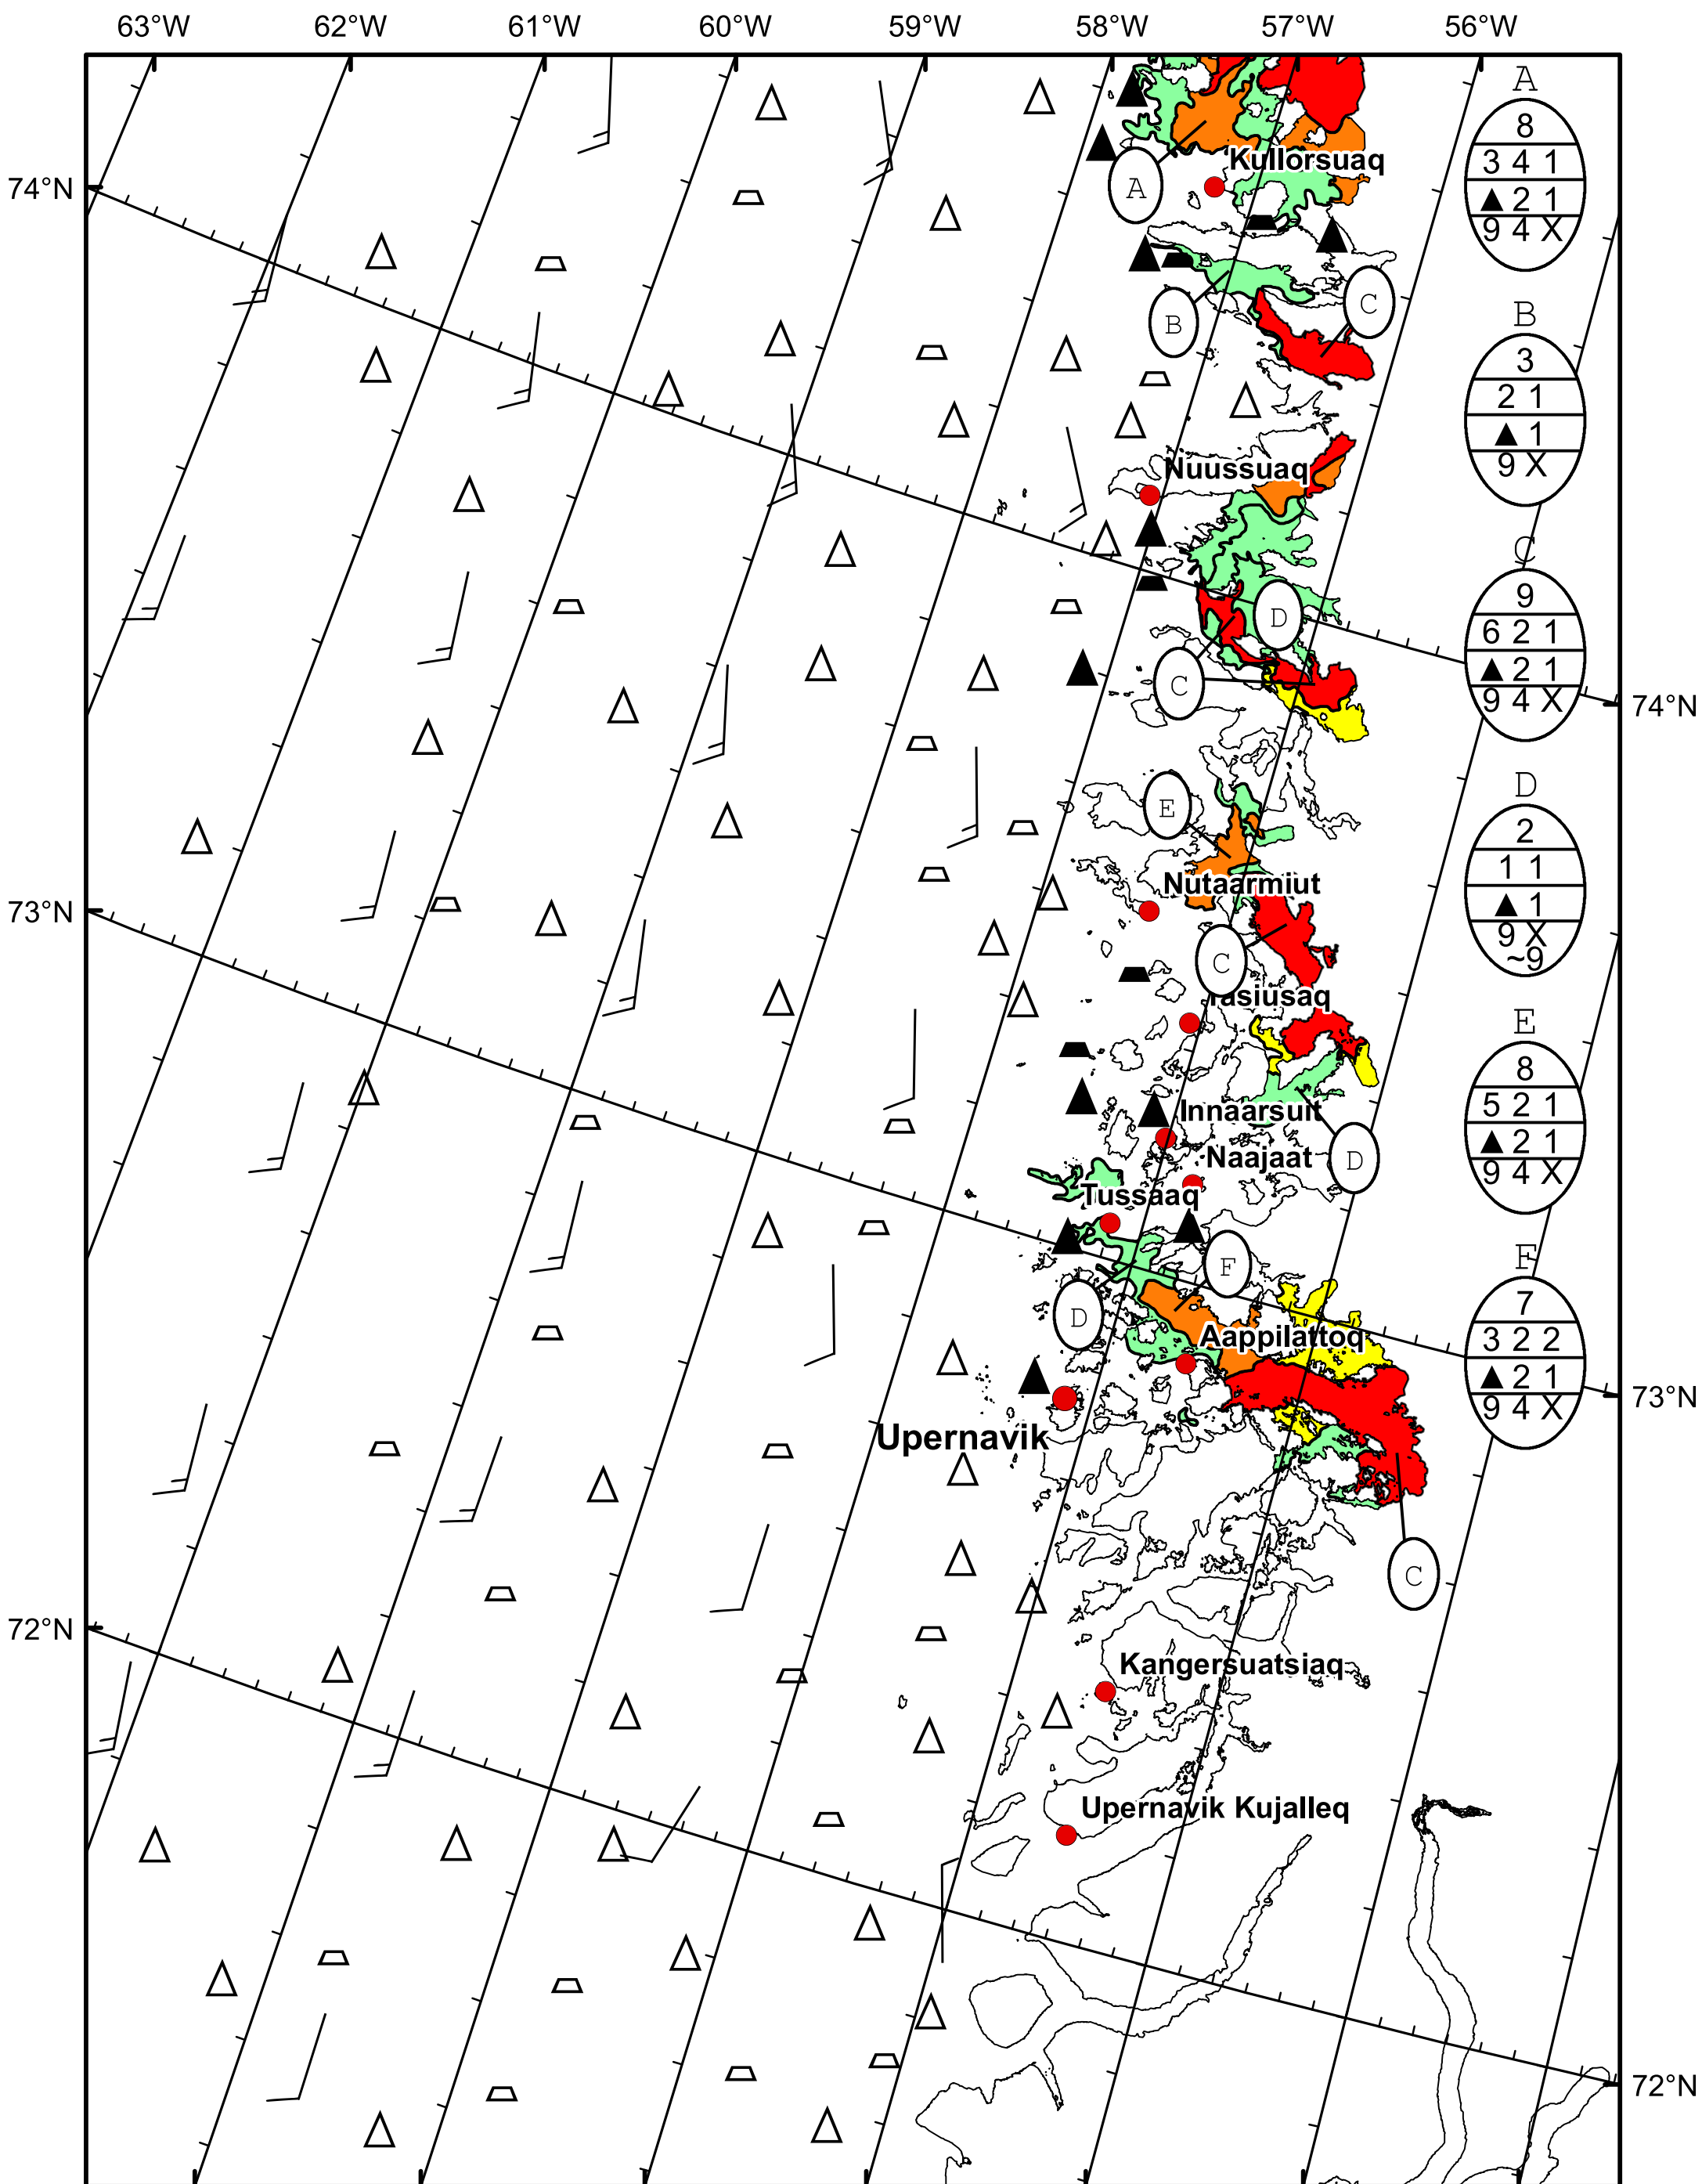 63°W 62°W 61°W 60°W 59°W 58°W 57°W 56°W
A
8
3 4 1
▲ 2 1
9 4 X
Kullorsuaq
A
74°N
C
B
B
3
2 1
▲ 1
9 X
Nuussuaq
C
9
6 2 1
▲ 2 1
9 4 X
D
C
74°N
D
2
1 1
▲ 1
9 X
~9
E
Nutaarmiut
73°N
C
Tasiusaq
E
8
5 2 1
▲ 2 1
9 4 X
Innaarsuit
Naajaat
D
Tussaaq
F
D
F
7
3 2 2
▲ 2 1
9 4 X
Aappilattoq
73°N
Upernavik
C
72°N
Kangersuatsiaq
Upernavik Kujalleq
72°N